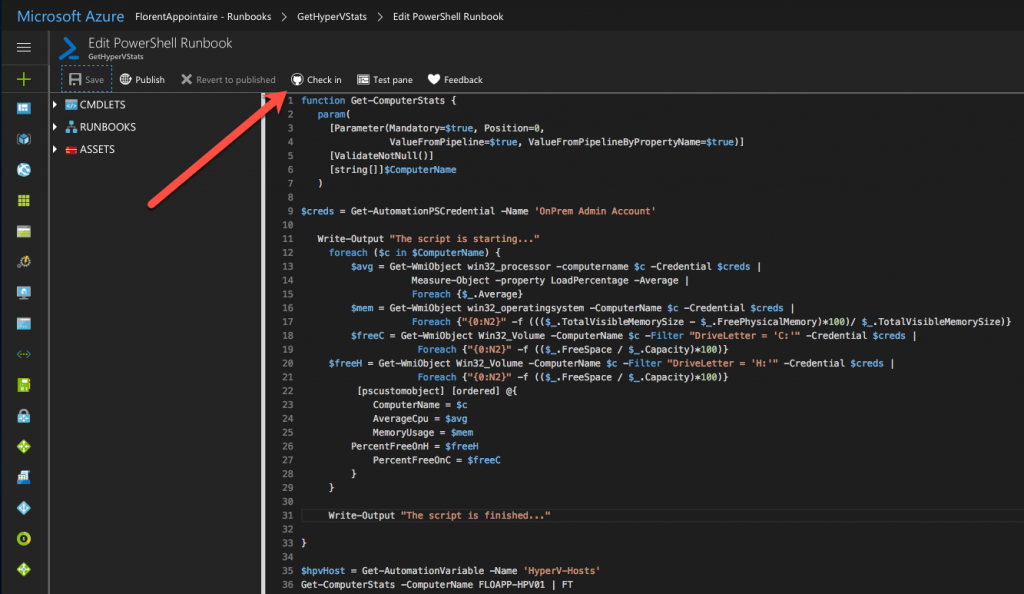 Microsoft Azure FlorentAppointaire - Runbooks > GetHyperVStats > Edit PowerShell Runbook
Edit PowerShell Runbook
GetHyperVStats
Save Publish Revert to published Check in Test pane Feedback
CMDLETS
RUNBOOKS
ASSETS
1 function Get-ComputerStats {
2 param(
3 [Parameter(Mandatory=$true, Position=0,
4 ValueFromPipeline=$true, ValueFromPipelineByPropertyName=$true)]
5 [ValidateNotNull()]
6 [string[]]$ComputerName
7 )
8
9 $creds = Get-AutomationPSCredential -Name 'OnPrem Admin Account'
10
11 Write-Output "The script is starting..."
12 foreach ($c in $ComputerName) {
13 $avg = Get-WmiObject win32_processor -computername $c -Credential $creds |
14 Measure-Object -property LoadPercentage -Average |
15 Foreach {$_.Average}
16 $mem = Get-WmiObject win32_operatingsystem -ComputerName $c -Credential $creds |
17 Foreach {"{0:N2}" -f ((($_.TotalVisibleMemorySize - $_.FreePhysicalMemory)*100)/ $_.TotalVisibleMemorySize)}
18 $freeC = Get-WmiObject Win32_Volume -ComputerName $c -Filter "DriveLetter = 'C:'" -Credential $creds |
19 Foreach {"{0:N2}" -f (($_.FreeSpace / $_.Capacity)*100)}
20 $freeH = Get-WmiObject Win32_Volume -ComputerName $c -Filter "DriveLetter = 'H:'" -Credential $creds |
21 Foreach {"{0:N2}" -f (($_.FreeSpace / $_.Capacity)*100)}
22 [pscustomobject] [ordered] @{
23 ComputerName = $c
24 AverageCpu = $avg
25 MemoryUsage = $mem
26 PercentFreeOnH = $freeH
27 PercentFreeOnC = $freeC
28 }
29 }
30
31 Write-Output "The script is finished..."
32
33 }
34
35 $hpvHost = Get-AutomationVariable -Name 'HyperV-Hosts'
36 Get-ComputerStats -ComputerName FLOAPP-HPV01 | FT